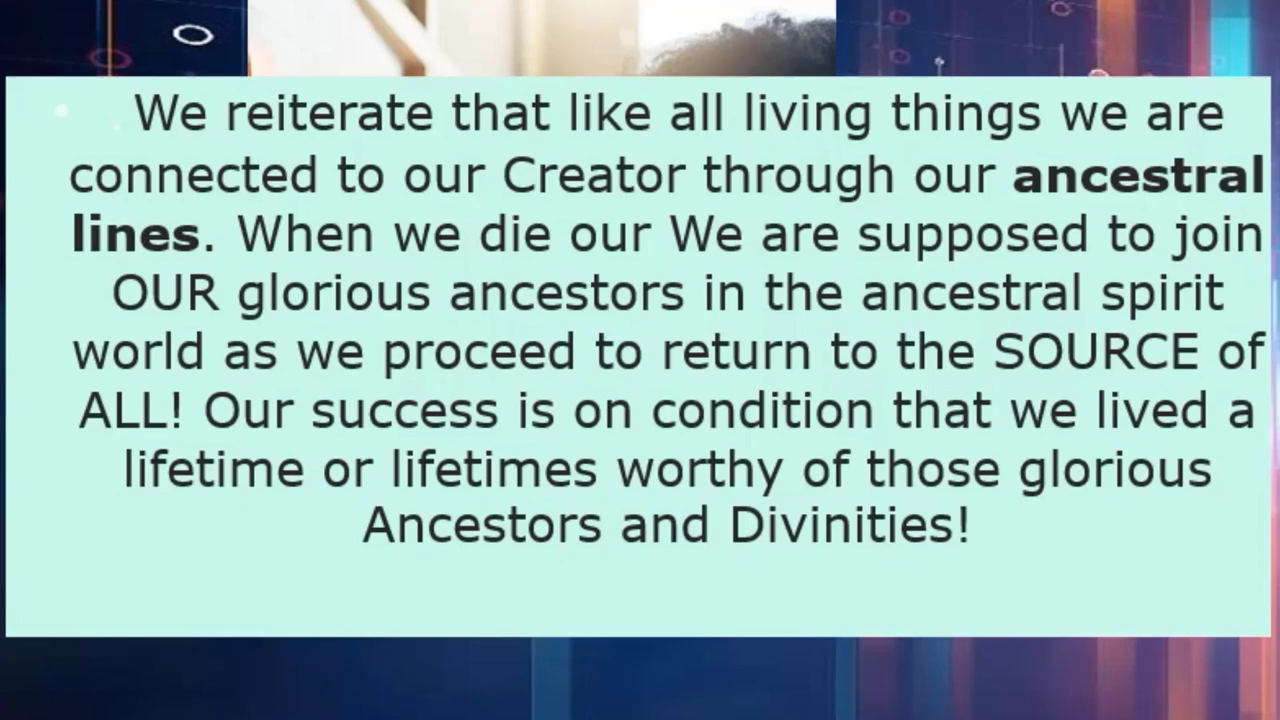 We reiterate that like all living things we are
connected to our Creator through our ancestral
lines. When we die our We are supposed to join
OUR glorious ancestors in the ancestral spirit
world as we proceed to return to the SOURCE of
ALL! Our success is on condition that we lived a
lifetime or lifetimes worthy of those glorious
Ancestors and Divinities!